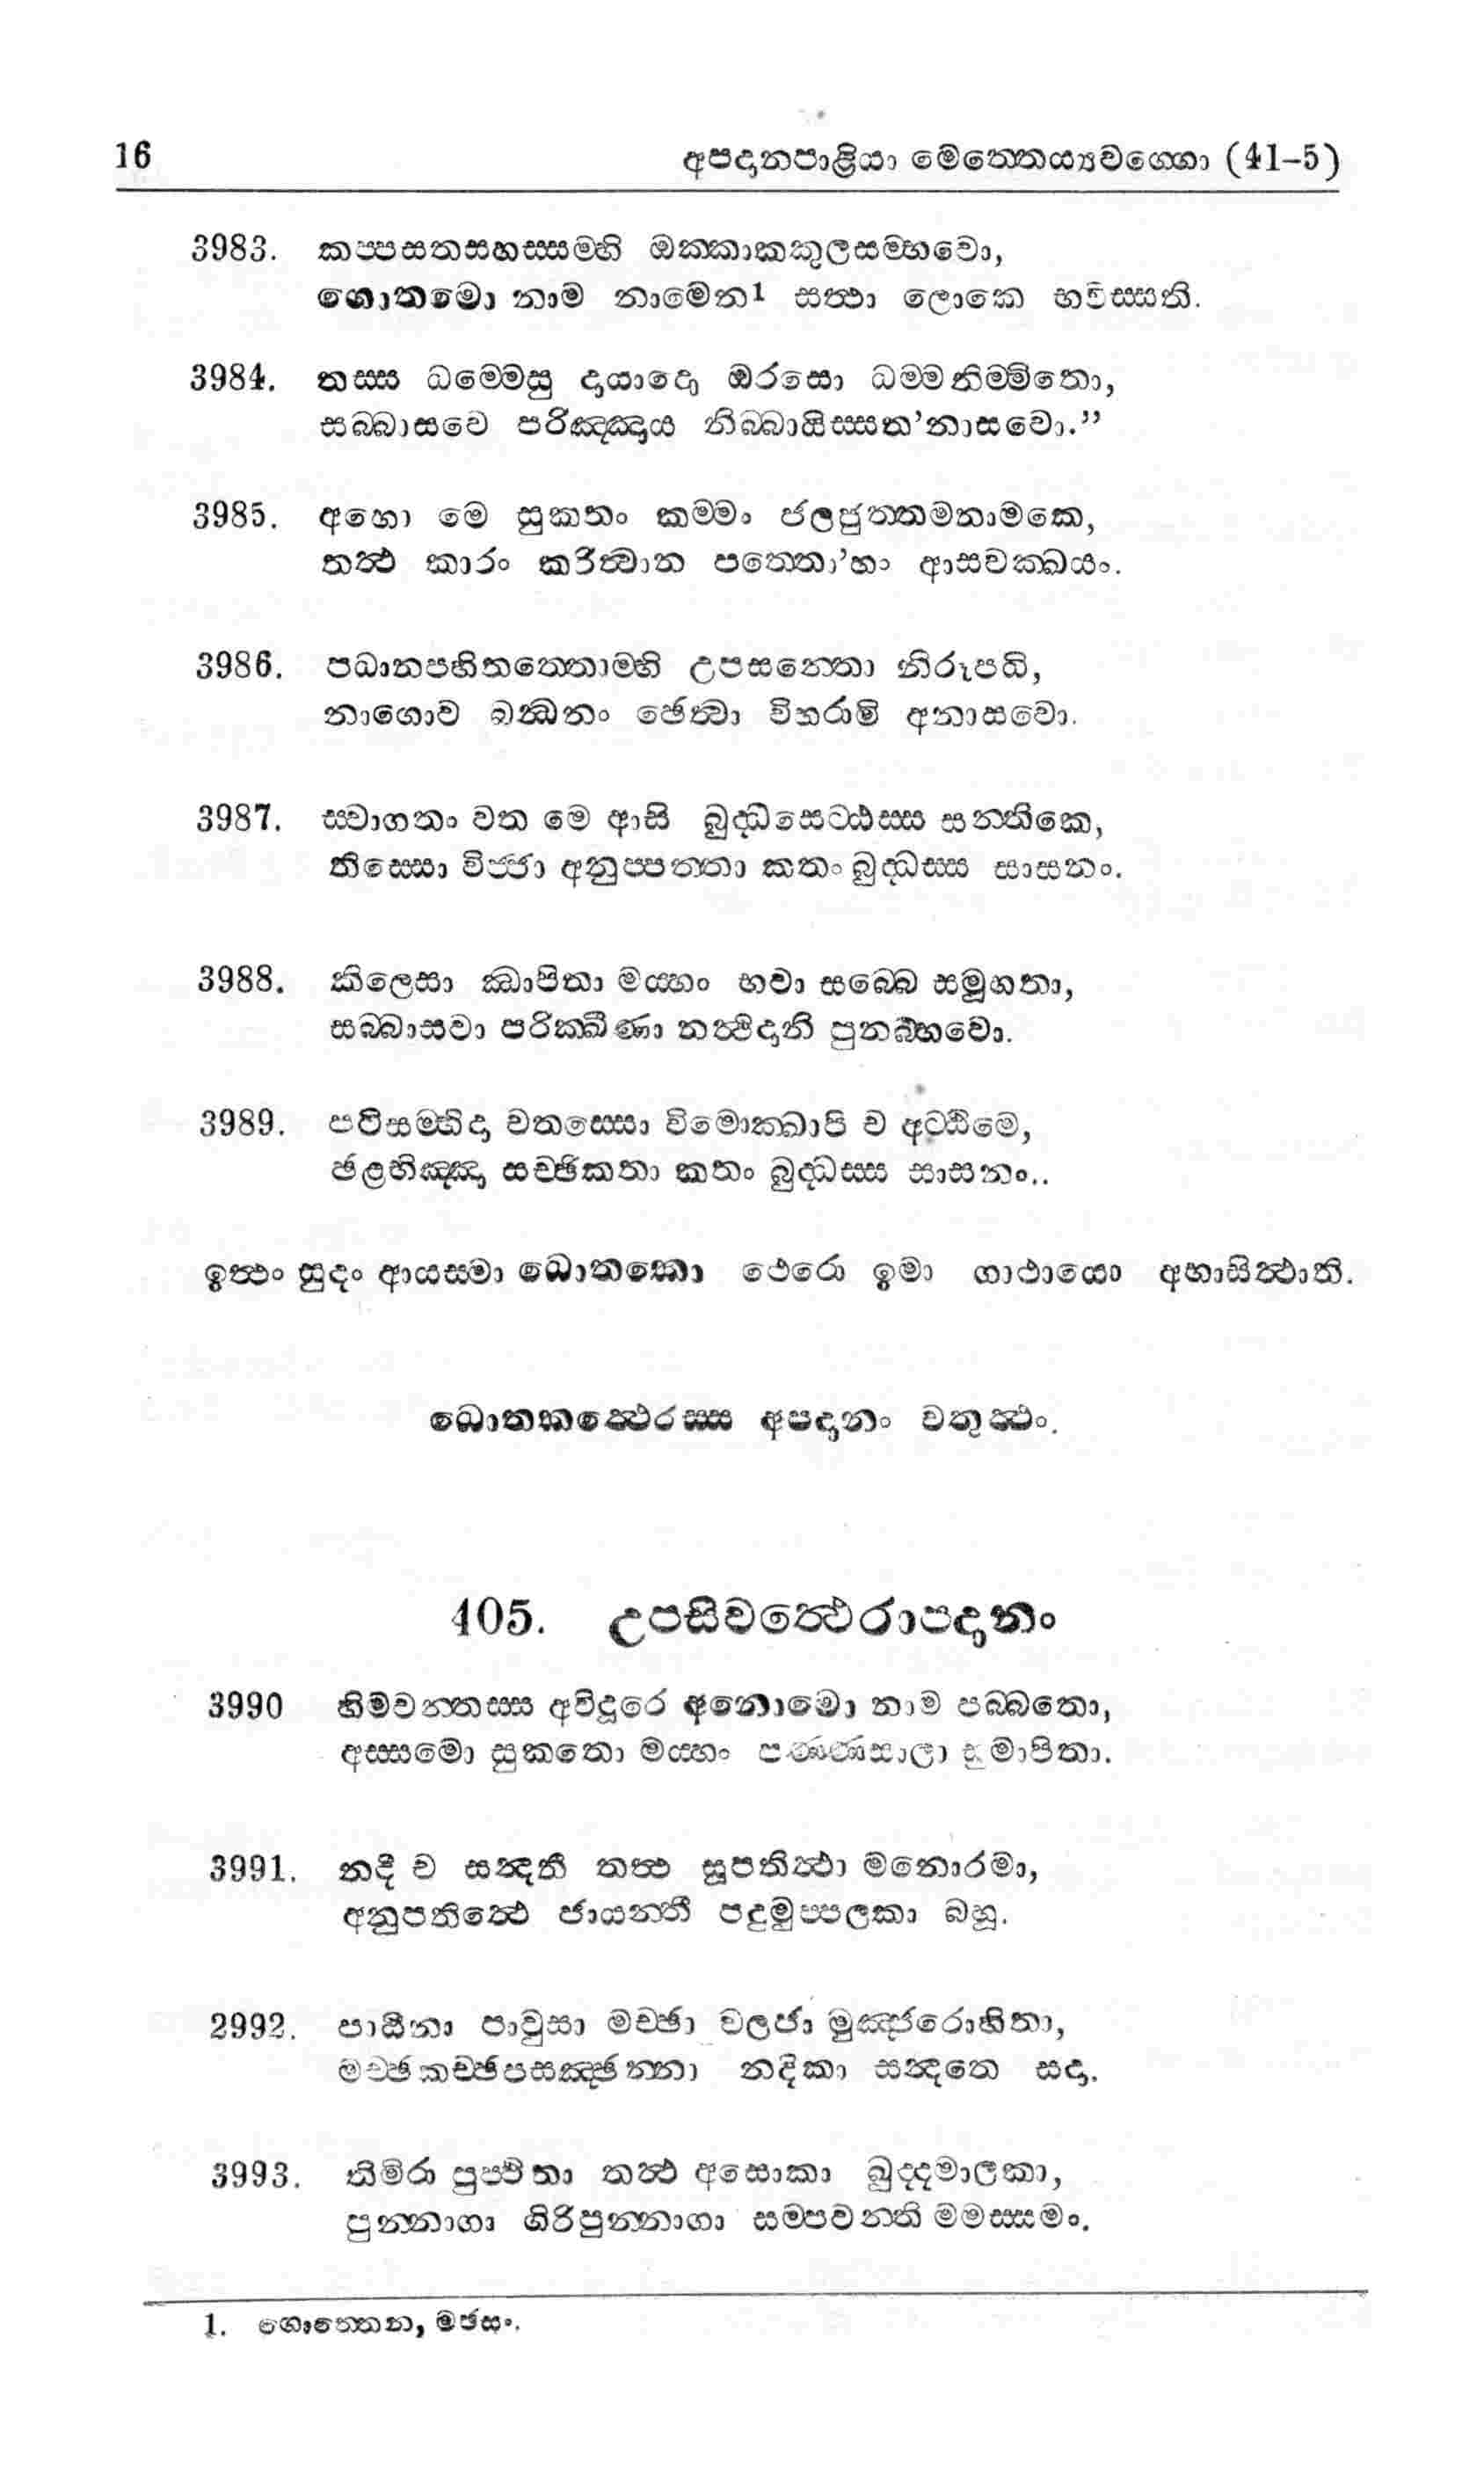 16 අපදානපාළියා මෙත්තෙය්‍යවග්ගො (41-5)
3983. කප්පසතසහස්සම්හි ඔක්කාකකුලසම්භවො,
ගොතමො නාම නාමෙන1 සත්ථා ලොකෙ භවිස්සති.
3984. තස්ස ධම්මෙසු දායාදො ඔරසො ධම්මනිම්මිතො,
සබ්බාසවෙ පරිඤ්ඤාය නිබ්බායිස්සත'නාසවො.”
3985. අහො මෙ සුකතං කම්මං ජලජුත්තමනාමකෙ,
තත්ථ කාරං කරිත්වාන පත්තො'හං ආසවක්ඛයං.
3986. පධානපහිතත්තොම්හි උපසන්තො නිරූපධි,
නාගොව බන්ධනං ඡෙත්වා විහරාමි අනාසවො.
3987. ස්වාගතං වත මෙ ආසි බුද්ධසෙට්ඨස්ස සන්තිකෙ,
තිස්සො විජ්ජා අනුප්පත්තා කතං බුද්ධස්ස සාසනං.
3988. කිලෙසා ඣාපිතා මය්හං භවා සබ්බෙ සමූහතා,
සබ්බාසවා පරික්ඛීණා නත්ථිදානි පුනබ්භවො.
3989. පටිසම්භිදා චතස්සො විමොක්ඛාපි ච අට්ඨිමෙ,
ඡළභිඤ්ඤා සච්ඡිකතා කතං බුද්ධස්ස සාසනං..
ඉත්ථං සුදං ආයස්මා ධොතකො ථෙරො ඉමා ගාථායො අභාසිත්ථාති.
ධොතකත්ථෙරස්ස අපදානං චතුත්ථං.
405. උපසිවත්ථෙරාපදානං
3990 හිමවන්තස්ස අවිදූරෙ අනොමො නාම පබ්බතො,
අස්සමො සුකතො මය්හං පණ්ණසාලා සුමාපිතා.
3991. නදී ච සන්දතී තත්ථ සූපතිත්ථා මනොරමා,
අනුපතිත්ථෙ ජායන්තී පදුමුප්පලකා බහූ.
2992. පාඨීනා පාවුසා මච්ඡා වලජා මුඤ්ජරොහිතා,
මච්ඡකච්ඡපසඤ්ඡන්නා නදිකා සන්දතෙ සදා.
3993. තිමිරා පුප්ඵිතා තත්ථ අසොකා ඛුද්දමාලකා,
පුන්නාගා ගිරිපුන්නාගා සම්පවන්ති මමස්සමං.
1. ගොත්තෙන, මඡසං.